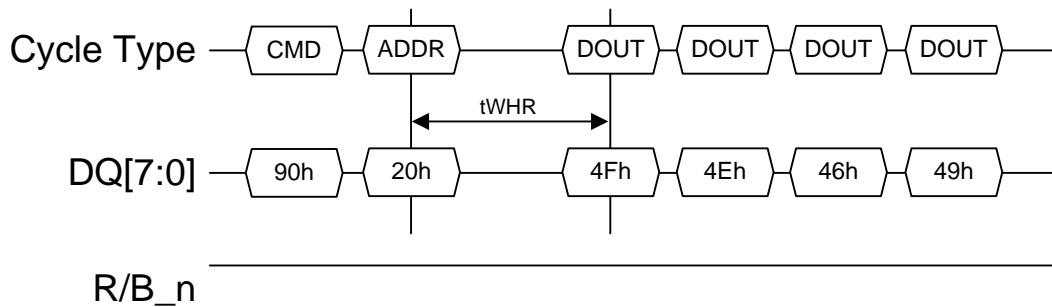 Cycle Type CMD ADDR DOUT DOUT DOUT DOUT
tWHR
DQ[7:0] 90h 20h 4Fh 4Eh 46h 49h
R/B_n